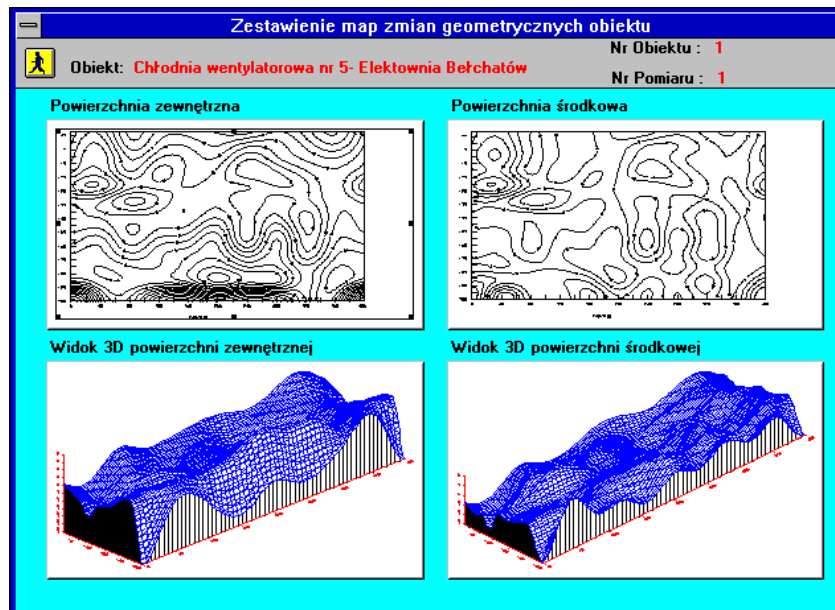 Zestawienie map zmian geometrycznych obiektu
Obiekt: Chłodnia wentylatorowa nr 5- Elektownia Bełchatów
Nr Obiektu : 1
Nr Pomiaru : 1
Powierzchnia zewnętrzna
Powierzchnia środkowa
Widok 3D powierzchni zewnętrznej
Widok 3D powierzchni środkowej